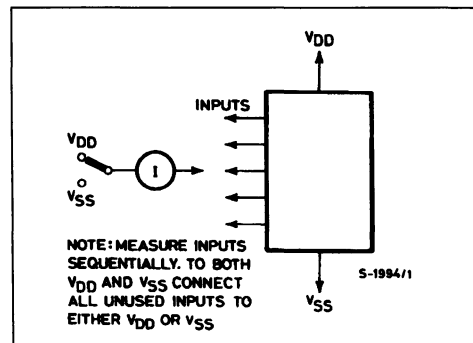 VDD
INPUTS
VDD
I
VSS
NOTE: MEASURE INPUTS
SEQUENTIALLY. TO BOTH
VDD AND VSS CONNECT
ALL UNUSED INPUTS TO
EITHER VDD OR VSS
S-1994/1
VSS